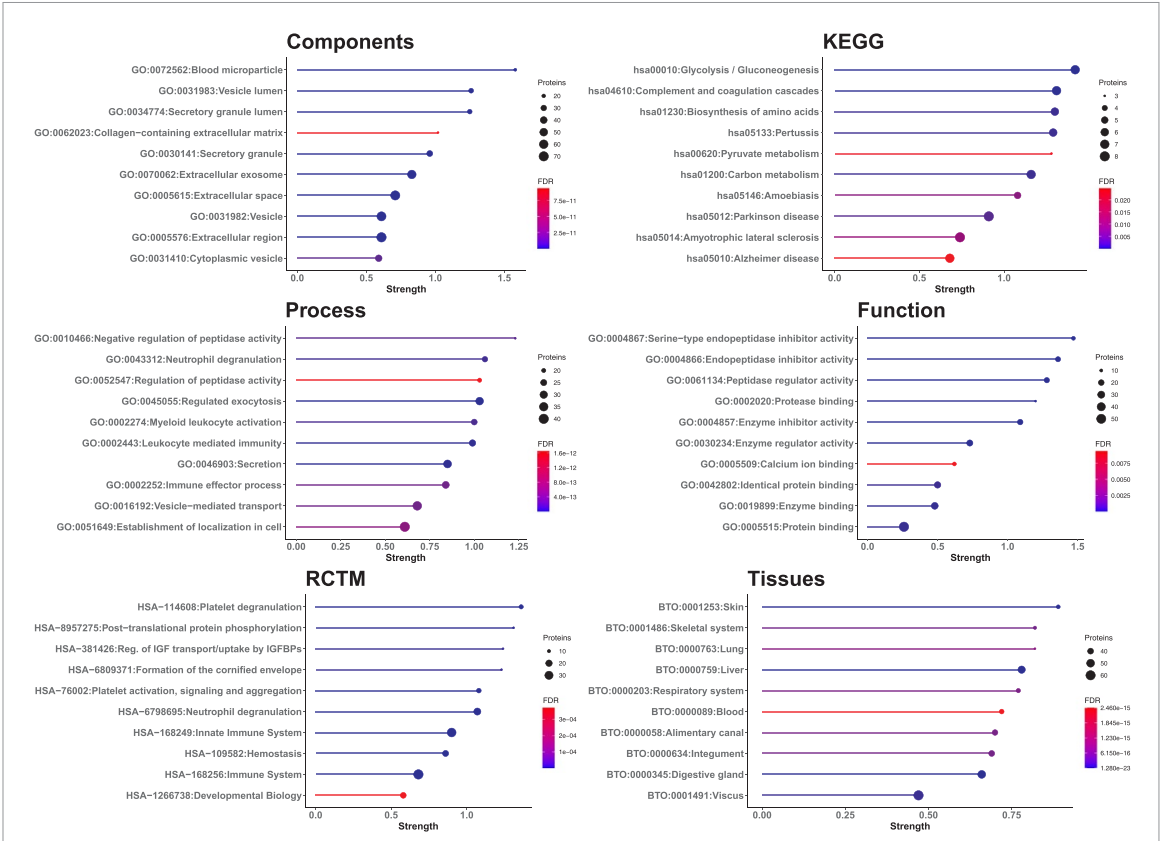 Components
GO:0072562:Blood microparticle
GO:0031983:Vesicle lumen
GO:0034774:Secretory granule lumen
GO:0062023:Collagen−containing extracellular matrix
GO:0030141:Secretory granule
GO:0070062:Extracellular exosome
GO:0005615:Extracellular space
GO:0031982:Vesicle
GO:0005576:Extracellular region
GO:0031410:Cytoplasmic vesicle
0.0 0.5 1.0 1.5
Strength
Proteins
20
30
40
50
60
70
FDR
7.5e−11
5.0e−11
2.5e−11
KEGG
hsa00010:Glycolysis / Gluconeogenesis
hsa04610:Complement and coagulation cascades
hsa01230:Biosynthesis of amino acids
hsa05133:Pertussis
hsa00620:Pyruvate metabolism
hsa01200:Carbon metabolism
hsa05146:Amoebiasis
hsa05012:Parkinson disease
hsa05014:Amyotrophic lateral sclerosis
hsa05010:Alzheimer disease
0.0 0.5 1.0
Strength
Proteins
3
4
5
6
7
8
FDR
0.020
0.015
0.010
0.005
Process
GO:0010466:Negative regulation of peptidase activity
GO:0043312:Neutrophil degranulation
GO:0052547:Regulation of peptidase activity
GO:0045055:Regulated exocytosis
GO:0002274:Myeloid leukocyte activation
GO:0002443:Leukocyte mediated immunity
GO:0046903:Secretion
GO:0002252:Immune effector process
GO:0016192:Vesicle−mediated transport
GO:0051649:Establishment of localization in cell
0.00 0.25 0.50 0.75 1.00 1.25
Strength
Proteins
20
25
30
35
40
FDR
1.6e−12
1.2e−12
8.0e−13
4.0e−13
Function
GO:0004867:Serine−type endopeptidase inhibitor activity
GO:0004866:Endopeptidase inhibitor activity
GO:0061134:Peptidase regulator activity
GO:0002020:Protease binding
GO:0004857:Enzyme inhibitor activity
GO:0030234:Enzyme regulator activity
GO:0005509:Calcium ion binding
GO:0042802:Identical protein binding
GO:0019899:Enzyme binding
GO:0005515:Protein binding
0.0 0.5 1.0 1.5
Strength
Proteins
10
20
30
40
50
FDR
0.0075
0.0050
0.0025
RCTM
HSA−114608:Platelet degranulation
HSA−8957275:Post−translational protein phosphorylation
HSA−381426:Reg. of IGF transport/uptake by IGFBPs
HSA−6809371:Formation of the cornified envelope
HSA−76002:Platelet activation, signaling and aggregation
HSA−6798695:Neutrophil degranulation
HSA−168249:Innate Immune System
HSA−109582:Hemostasis
HSA−168256:Immune System
HSA−1266738:Developmental Biology
0.0 0.5 1.0
Strength
Proteins
10
20
30
FDR
3e−04
2e−04
1e−04
Tissues
BTO:0001253:Skin
BTO:0001486:Skeletal system
BTO:0000763:Lung
BTO:0000759:Liver
BTO:0000203:Respiratory system
BTO:0000089:Blood
BTO:0000058:Alimentary canal
BTO:0000634:Integument
BTO:0000345:Digestive gland
BTO:0001491:Viscus
0.00 0.25 0.50 0.75
Strength
Proteins
40
50
60
FDR
2.460e−15
1.845e−15
1.230e−15
6.150e−16
1.280e−23